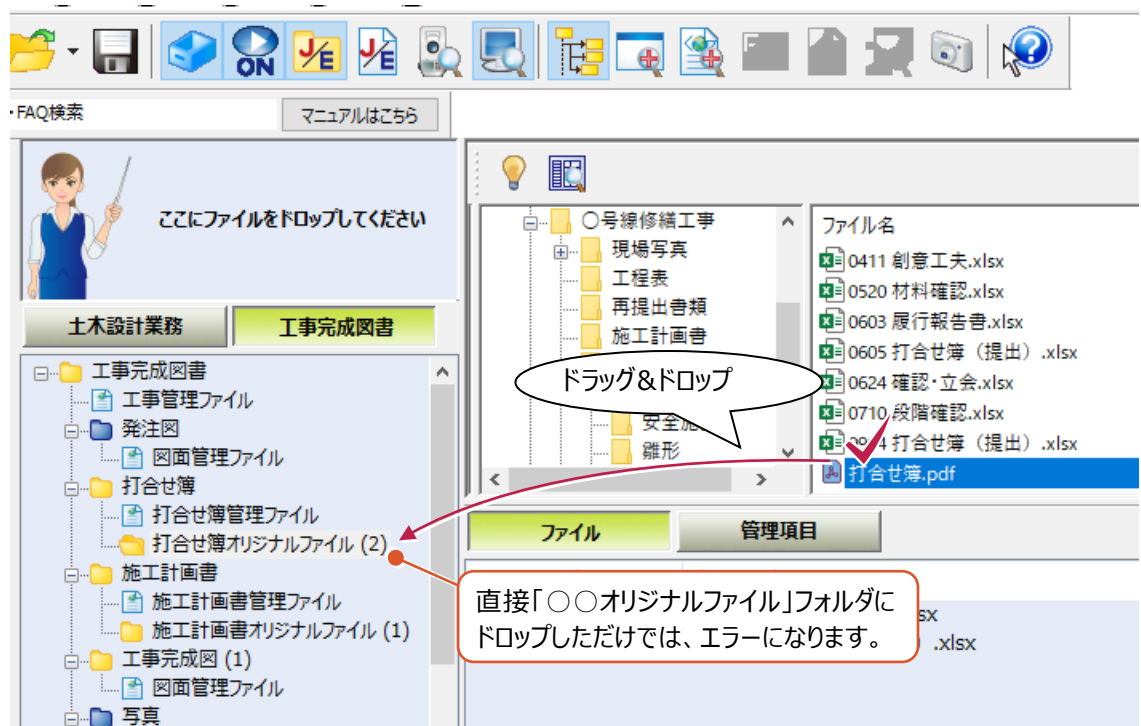 ON
J/E
J/E
FAQ検索
マニュアルはこちら
ここにファイルをドロップしてください
土木設計業務
工事完成図書
工事完成図書
工事管理ファイル
発注図
図面管理ファイル
打合せ簿
打合せ簿管理ファイル
打合せ簿オリジナルファイル (2)
施工計画書
施工計画書管理ファイル
施工計画書オリジナルファイル (1)
工事完成図 (1)
図面管理ファイル
写真
○号線修繕工事
現場写真
工程表
再提出書類
施工計画書
雛形
ファイル名
0411 創意工夫.xlsx
0520 材料確認.xlsx
0603 履行報告書.xlsx
0605 打合せ簿（提出）.xlsx
0624 確認・立会.xlsx
0710 段階確認.xlsx
打合せ簿（提出）.xlsx
打合せ簿.pdf
ドラッグ&ドロップ
ファイル
管理項目
直接「○○オリジナルファイル」フォルダに
ドロップしただけでは、エラーになります。
.xlsx